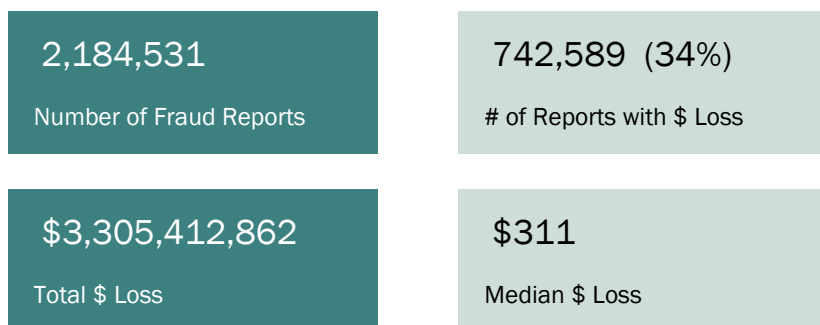 2,184,531
Number of Fraud Reports
742,589 (34%)
# of Reports with $ Loss
$3,305,412,862
Total $ Loss
$311
Median $ Loss